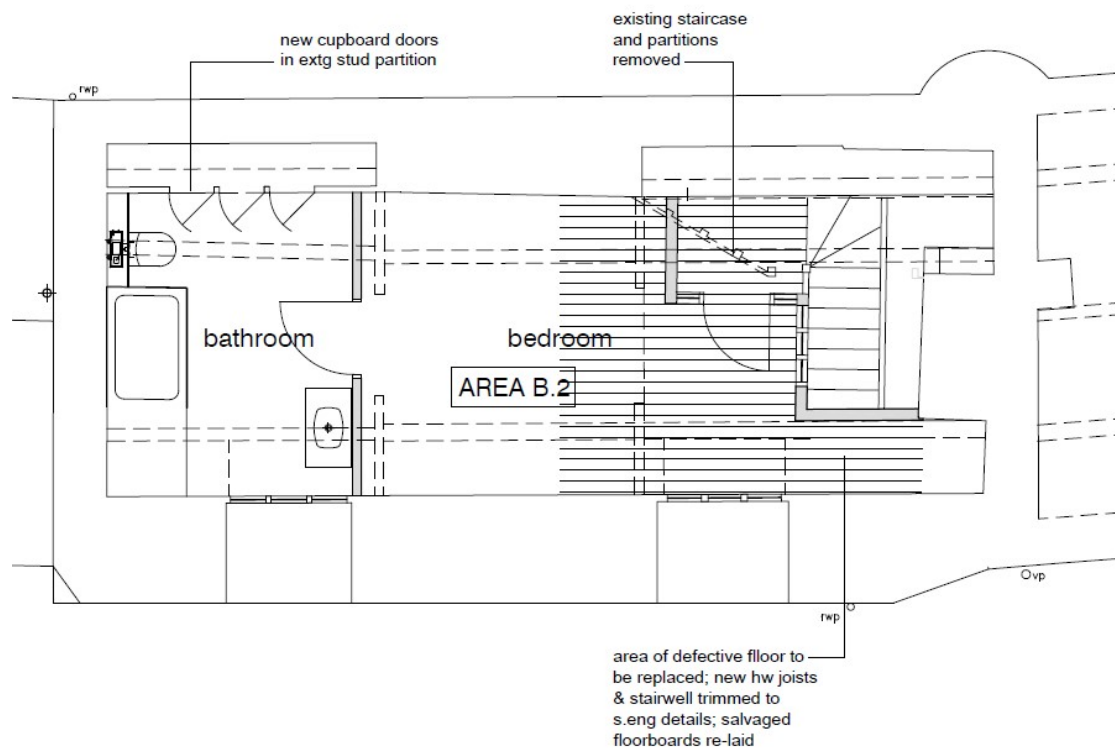 new cupboard doors
in extg stud partition
existing staircase
and partitions
removed
rwp
bathroom
bedroom
AREA B.2
vp
rwp
area of defective flloor to
be replaced; new hw joists
& stairwell trimmed to
s.eng details; salvaged
floorboards re-laid